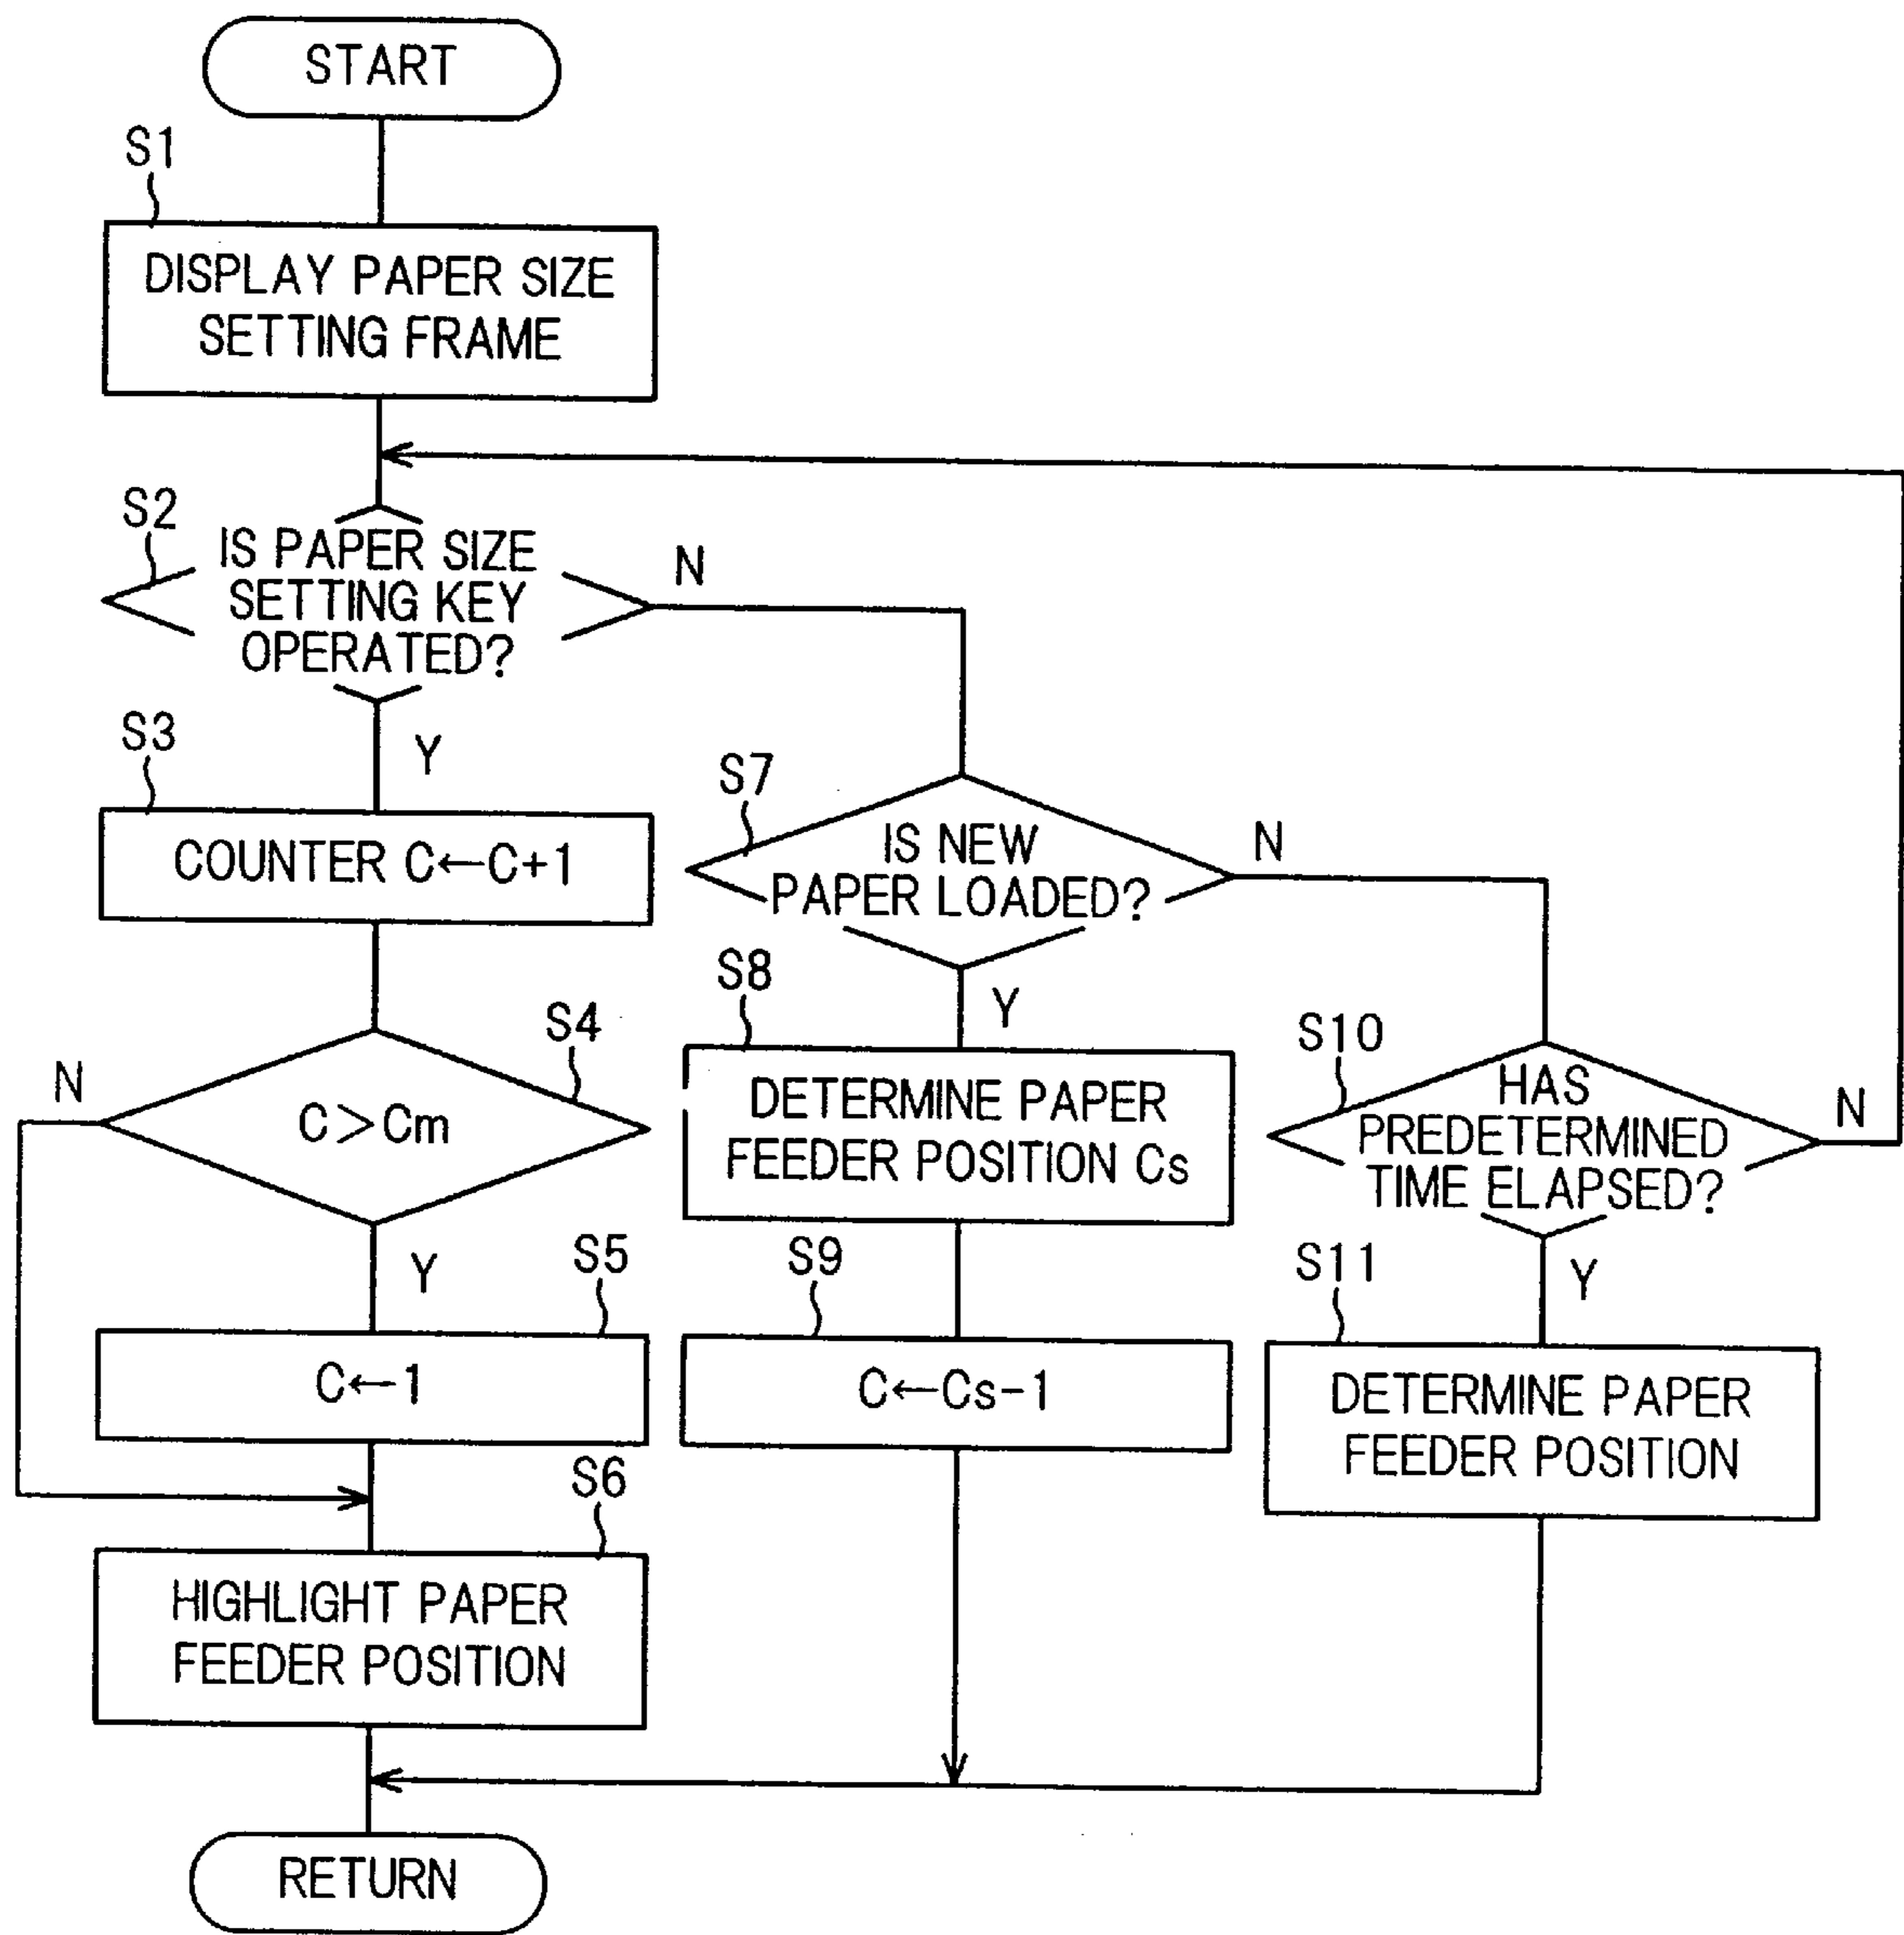 START
S1
DISPLAY PAPER SIZE
SETTING FRAME
S2
IS PAPER SIZE
SETTING KEY
OPERATED?
N
Y
S3
COUNTER C←C+1
S4
C>Cm
N
Y
S5
C←1
S6
HIGHLIGHT PAPER
FEEDER POSITION
S7
IS NEW
PAPER LOADED?
N
Y
S8
DETERMINE PAPER
FEEDER POSITION Cs
S9
C←Cs-1
S10
HAS
PREDETERMINED
TIME ELAPSED?
N
Y
S11
DETERMINE PAPER
FEEDER POSITION
RETURN